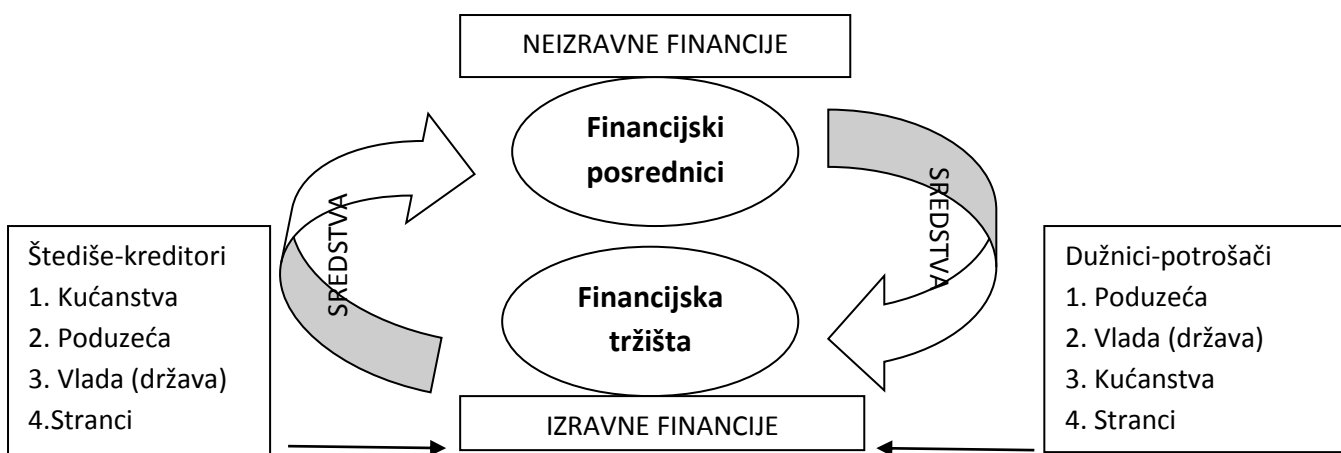 NEIZRAVNE FINANCIJE
Financijski
posrednici
SREDSTVA
SREDSTVA
Štediše-kreditori
1. Kućanstva
2. Poduzeća
3. Vlada (država)
4.Stranci
Financijska
tržišta
Dužnici-potrošači
1. Poduzeća
2. Vlada (država)
3. Kućanstva
4. Stranci
IZRAVNE FINANCIJE